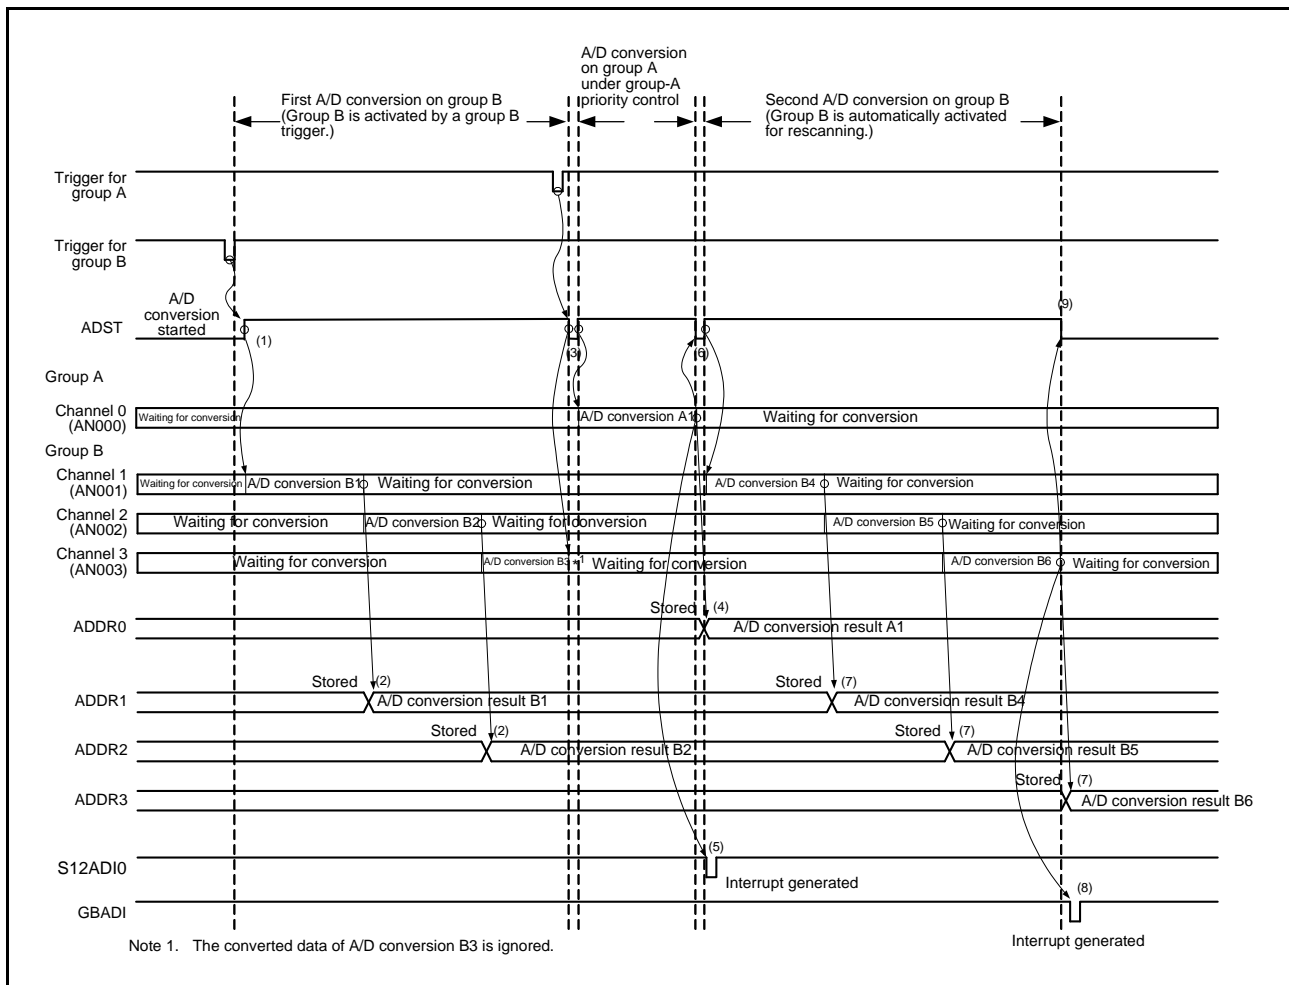 A/D conversion
on group A
under group-A
priority control
First A/D conversion on group B
(Group B is activated by a group B
trigger.)
Second A/D conversion on group B
(Group B is automatically activated
for rescanning.)
Trigger for
group A
Trigger for
group B
A/D
conversion
started
ADST
(1)
(3)
(6)
(9)
Group A
Channel 0
(AN000)
Waiting for conversion
A/D conversion A1
Waiting for conversion
Group B
Channel 1
(AN001)
Waiting for conversion
A/D conversion B1
Waiting for conversion
A/D conversion B4
Waiting for conversion
Channel 2
(AN002)
Waiting for conversion
A/D conversion B2
Waiting for conversion
A/D conversion B5
Waiting for conversion
Channel 3
(AN003)
Waiting for conversion
A/D conversion B3 *1
Waiting for conversion
A/D conversion B6
Waiting for conversion
ADDR0
Stored
(4)
A/D conversion result A1
ADDR1
Stored
(2)
A/D conversion result B1
Stored
(7)
A/D conversion result B4
ADDR2
Stored
(2)
A/D conversion result B2
Stored
(7)
A/D conversion result B5
ADDR3
Stored
(7)
A/D conversion result B6
S12ADI0
(5)
Interrupt generated
GBADI
(8)
Interrupt generated
Note 1. The converted data of A/D conversion B3 is ignored.